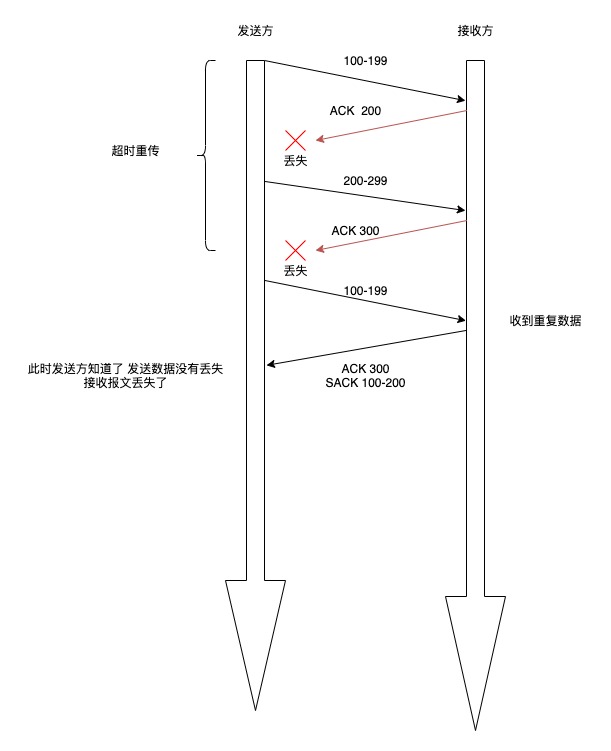 发送方
接收方
100-199
ACK 200
丢失
超时重传
200-299
ACK 300
丢失
100-199
收到重复数据
此时发送方知道了 发送数据没有丢失
接收报文丢失了
ACK 300
SACK 100-200